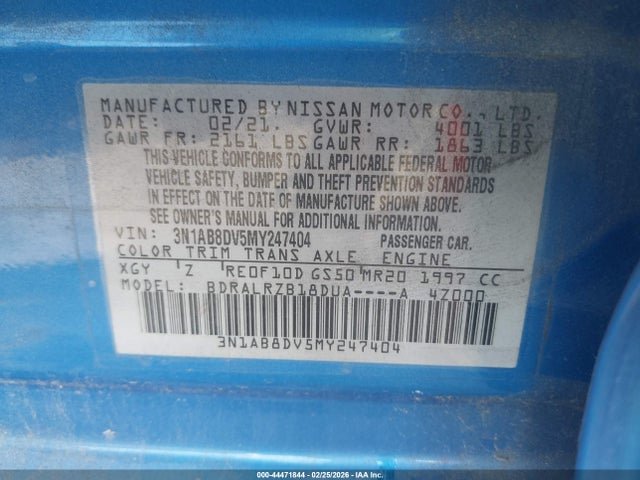 MANUFACTURED BY NISSAN MOTOR CO., LTD.
DATE: 02/21. GVWR: 4001 LBS
GAWR FR: 2161 LBS GAWR RR: 1863 LBS
THIS VEHICLE CONFORMS TO ALL APPLICABLE FEDERAL MOTOR
VEHICLE SAFETY, BUMPER AND THEFT PREVENTION STANDARDS
IN EFFECT ON THE DATE OF MANUFACTURE SHOWN ABOVE.
SEE OWNER'S MANUAL FOR ADDITIONAL INFORMATION.
VIN: 3N1AB8DV5MY247404 PASSENGER CAR.
COLOR TRIM TRANS AXLE ENGINE
XGY Z RE0F10D GS50 MR20 1997 CC
MODEL: BDRALRZB18DUA----A 47000
3N1AB8DV5MY247404
000-44471844 | 02/25/2026 - IAA Inc.